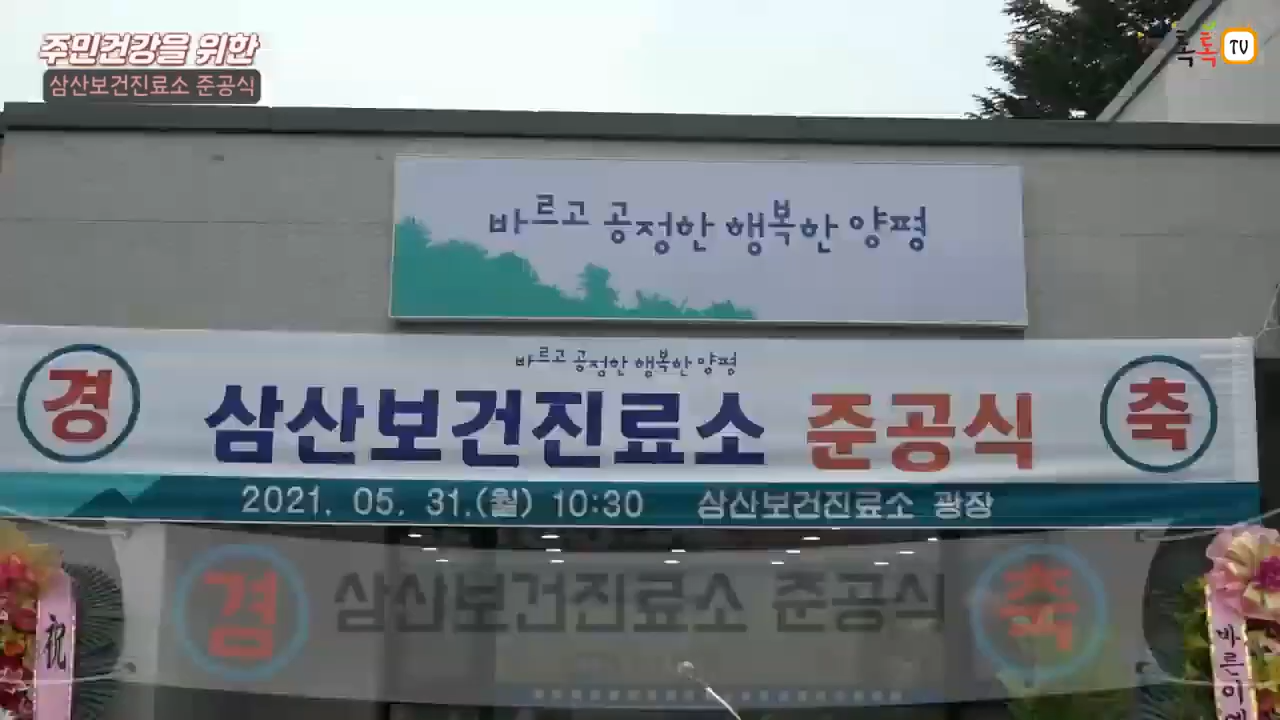 주민건강을 위한
삼산보건진료소 준공식
톡톡 TV
바르고 공정한 행복한 양평
바르고 공정한 행복한 양평
경 삼산보건진료소 준공식 축
2021. 05. 31.(월) 10:30 삼산보건진료소 광장
경 삼산보건진료소 준공식 축
祝
바른이